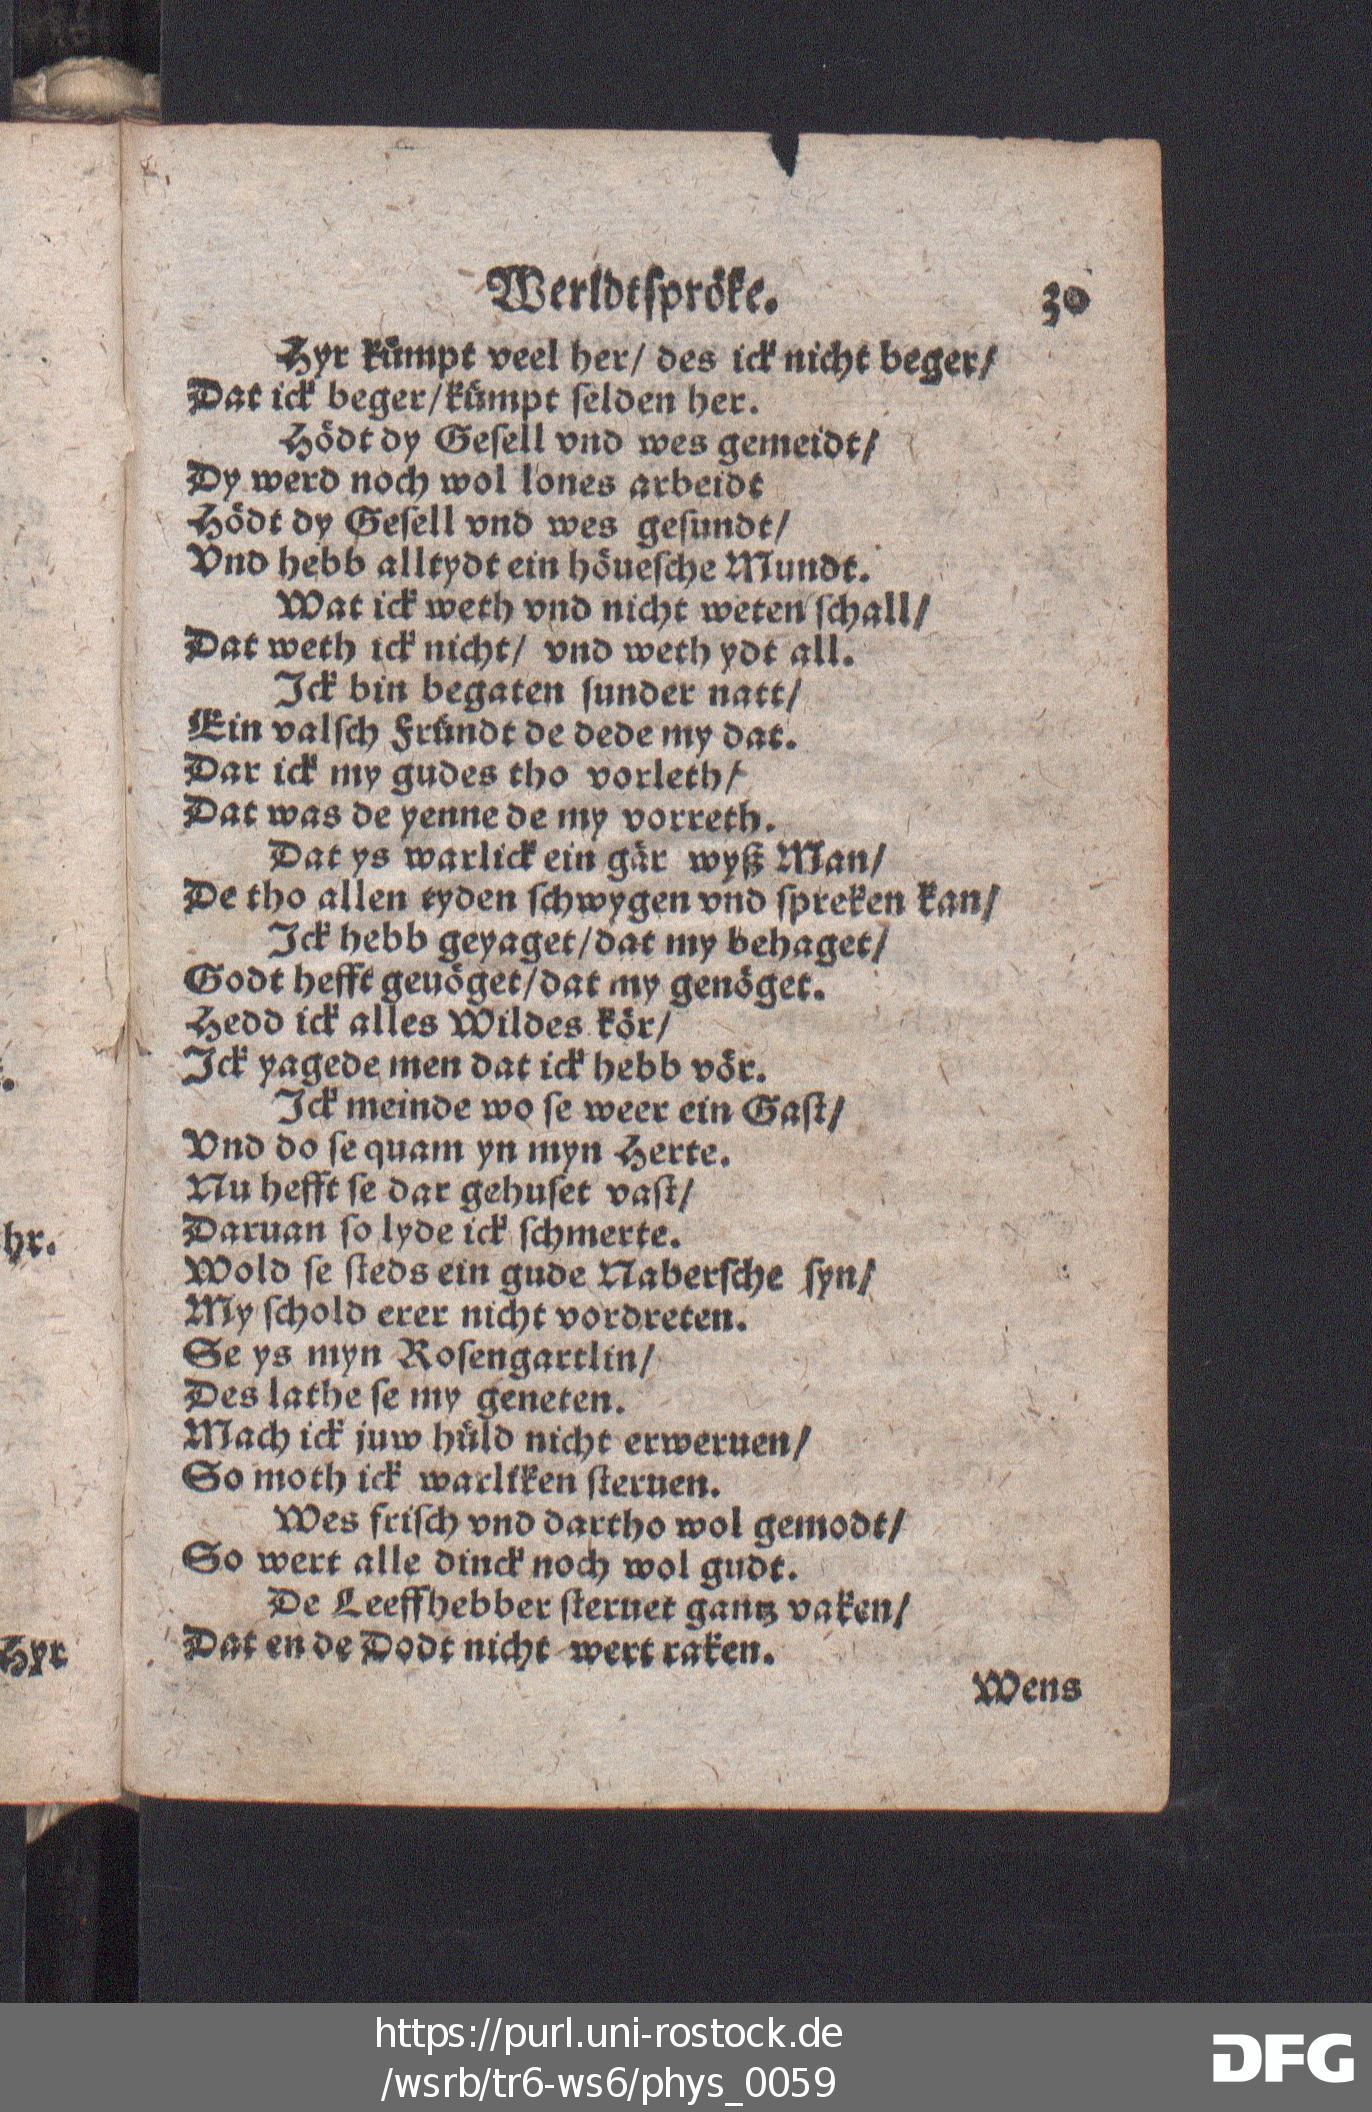 Werldtspröke. 30
Hyr kümpt veel her/ des ick nicht beger/
Dat ick beger/kümpt selden her.
Hödt dy Gesell vnd wes gemeidt/
Dy werd noch wol lones arbeidt
Hödt dy Gesell vnd wes gesundt/
Vnd hebb alltydt ein höuesche Mundt.
Wat ick weth vnd nicht weten schall/
Dat weth ick nicht/ vnd weth ydt all.
Ick bin begaten sunder natt/
Ein valsch Fründt de dede my dat.
Dar ick my gudes tho vorleth/
Dat was de yenne de my vorreth.
Dat ys warlick ein gär wyß Man/
De tho allen tyden schwygen vnd spreken kan/
Ick hebb geyaget/dat my behaget/
Godt hefft geuöget/dat my genöget.
Hedd ick alles Wildes kör/
Ick yagede men dat ick hebb vör.
Ick meinde wo se weer ein Gast/
Vnd do se quam yn myn Herte.
Nu hefft se dar gehuset vast/
Daruan so lyde ick schmerte.
Wold se steds ein gude Nabersche syn/
My schold erer nicht vordreten.
Se ys myn Rosengartlin/
Des lathe se my geneten.
Mach ick juw hüld nicht erweruen/
So moth ick warliken steruen.
Wes frisch vnd dartho wol gemodt/
So wert alle dinck noch wol gudt.
De Leeffhebber steruet gantz vaken/
Dat en de Dodt nicht wert raken.
Wens
hr.
Hyr
https://purl.uni-rostock.de
/wsrb/tr6-ws6/phys_0059
DFG